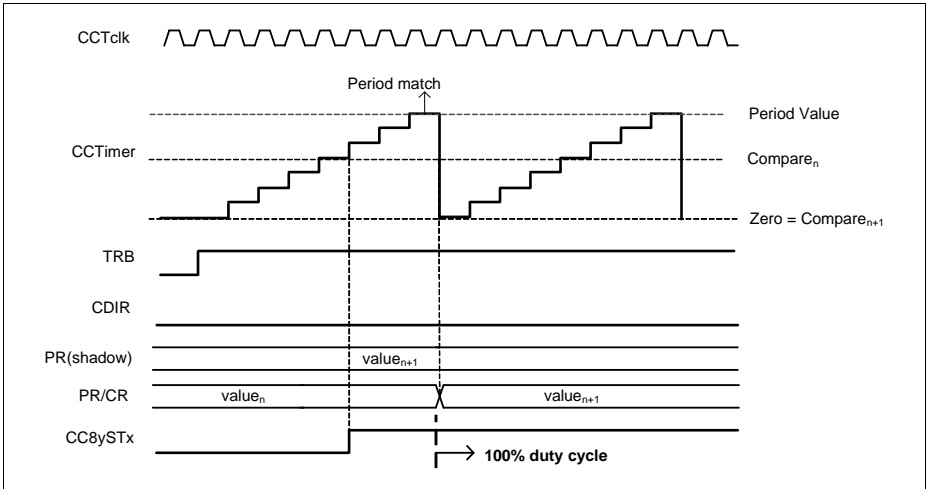 CCTclk
Period match
Period Value
CCTimer
Compareₙ
Zero = Compareₙ₊₁
TRB
CDIR
PR(shadow)
valueₙ₊₁
PR/CR
valueₙ
valueₙ₊₁
CC8ySTx
100% duty cycle